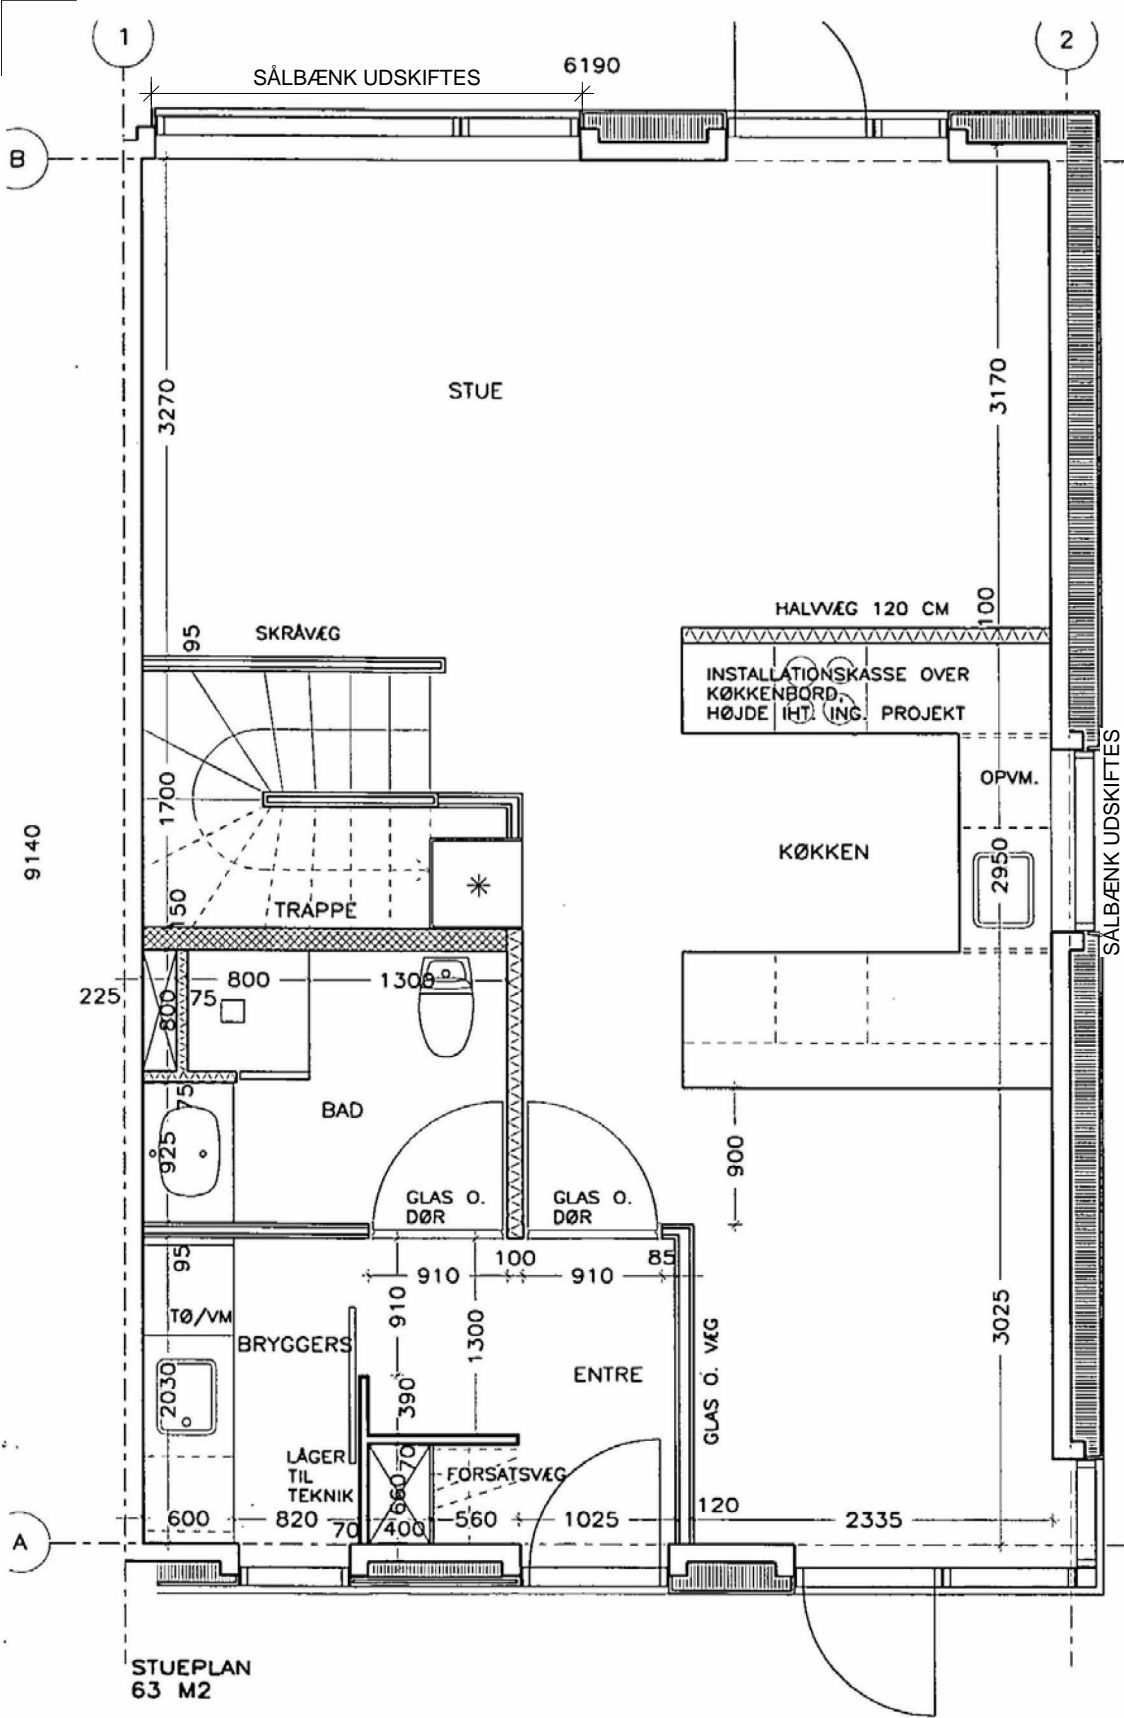 1
2
SÅLBÆNK UDSKIFTES
6190
B
3270
STUE
3170
HALVVÆG 120 CM
100
95
SKRÅVÆG
INSTALLATIONSKASSE OVER
KØKKENBORD,
HØJDE IHT. ING. PROJEKT
SÅLBÆNK UDSKIFTES
OPVM.
1700
9140
KØKKEN
2950
150
TRAPPE
*
225
800
75
800
1300
75
BAD
925
900
GLAS O.
DØR
GLAS O.
DØR
95
100
85
910
910
910
1300
3025
TØ/VM
BRYGGERS
ENTRE
GLAS O. VÆG
2030
390
LÅGER
TIL
TEKNIK
70
660
FORSATSVÆG
600
820
70
400
560
1025
120
2335
A
STUEPLAN
63 M2